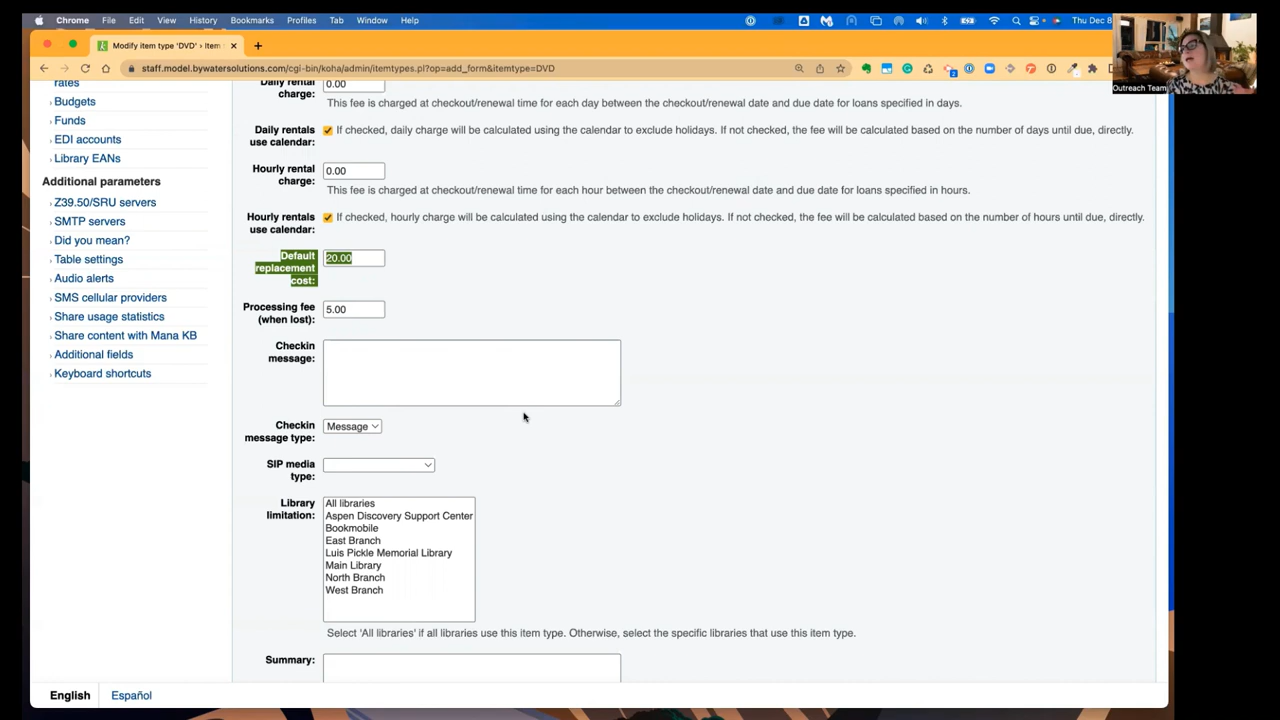 Chrome File Edit View History Bookmarks Profiles Tab Window Help
Thu Dec 8
Modify item type 'DVD' › Item
staff.model.bywatersolutions.com/cgi-bin/koha/admin/itemtypes.pl?op=add_form&itemtype=DVD
Outreach Team
rates
Budgets
Funds
EDI accounts
Library EANs
Additional parameters
Z39.50/SRU servers
SMTP servers
Did you mean?
Table settings
Audio alerts
SMS cellular providers
Share usage statistics
Share content with Mana KB
Additional fields
Keyboard shortcuts
Daily rental
charge:
0.00
This fee is charged at checkout/renewal time for each day between the checkout/renewal date and due date for loans specified in days.
Daily rentals
use calendar:
If checked, daily charge will be calculated using the calendar to exclude holidays. If not checked, the fee will be calculated based on the number of days until due, directly.
Hourly rental
charge:
0.00
This fee is charged at checkout/renewal time for each hour between the checkout/renewal date and due date for loans specified in hours.
Hourly rentals
use calendar:
If checked, hourly charge will be calculated using the calendar to exclude holidays. If not checked, the fee will be calculated based on the number of hours until due, directly.
Default
replacement
cost:
20.00
Processing fee
(when lost):
5.00
Checkin
message:
Checkin
message type:
Message
SIP media
type:
Library
limitation:
All libraries
Aspen Discovery Support Center
Bookmobile
East Branch
Luis Pickle Memorial Library
Main Library
North Branch
West Branch
Select 'All libraries' if all libraries use this item type. Otherwise, select the specific libraries that use this item type.
Summary:
English Español